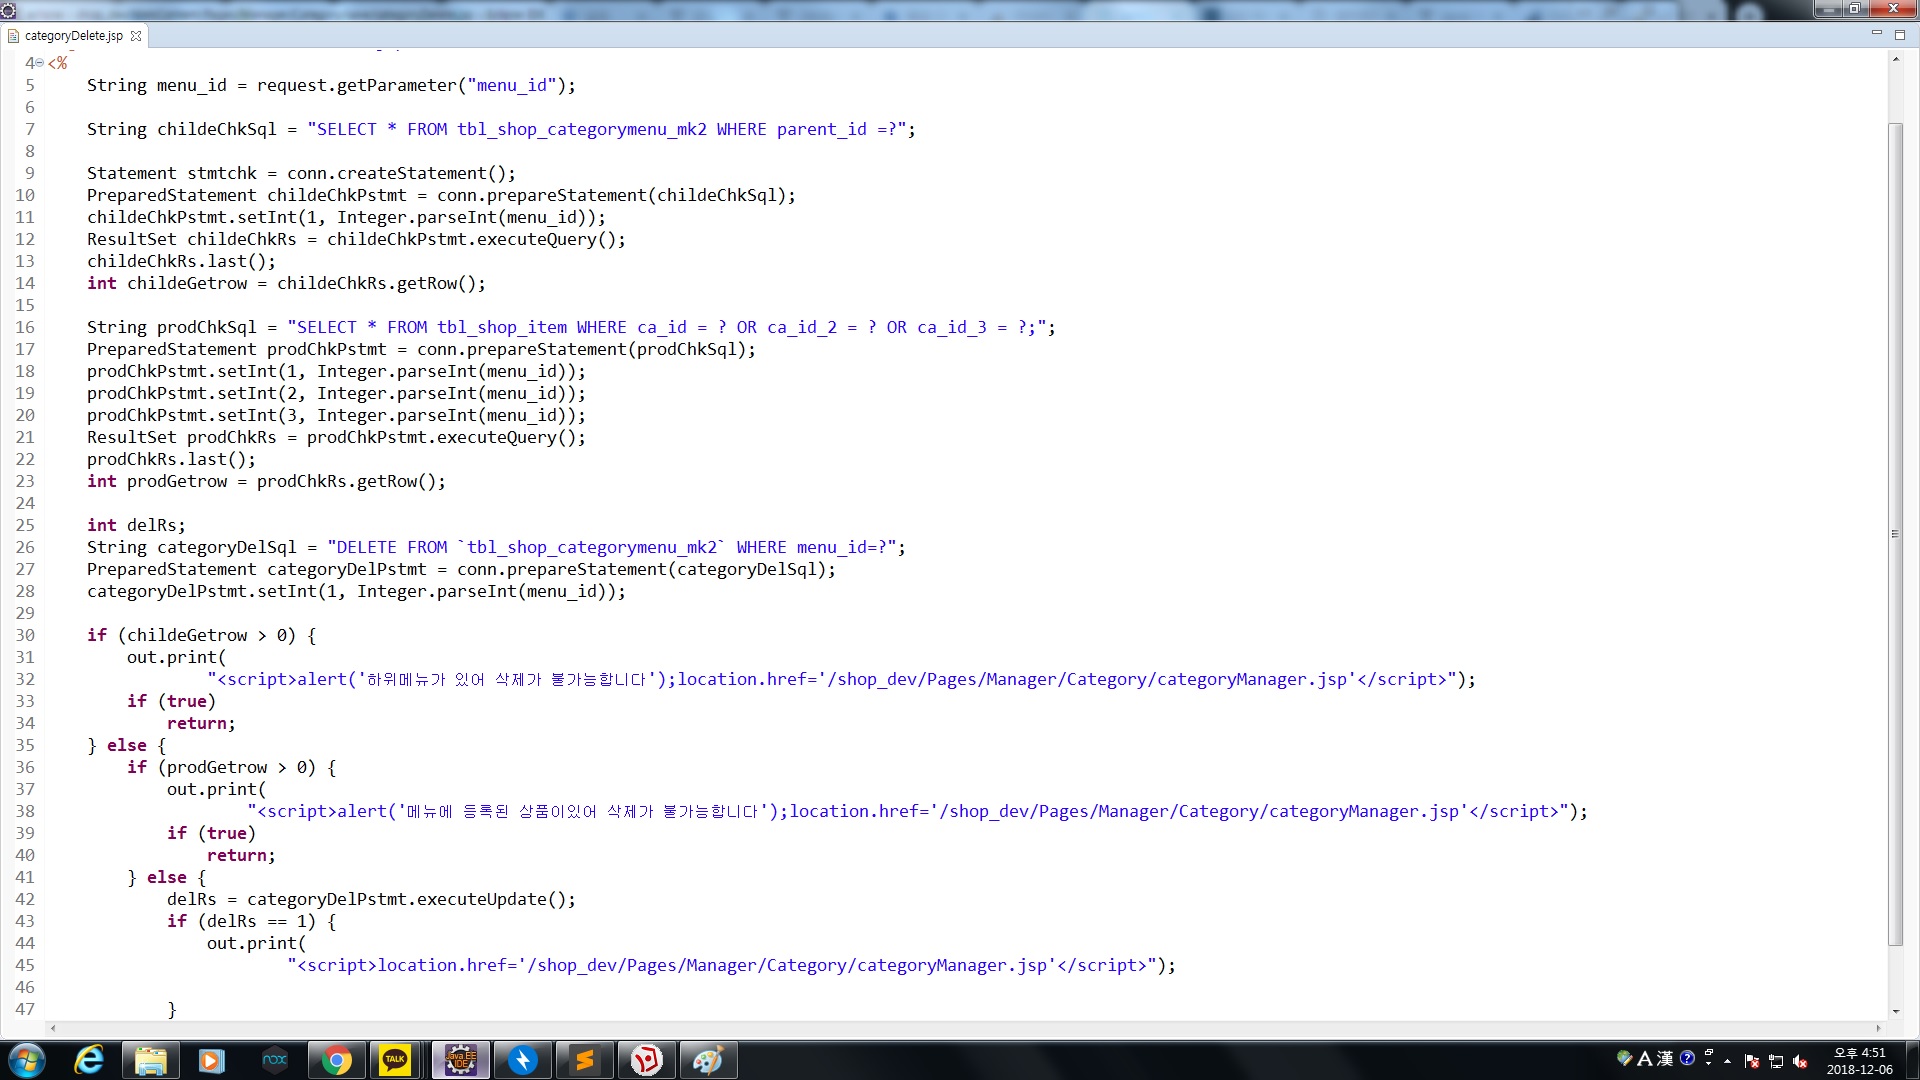 categoryDelete.jsp
4 <%
5 String menu_id = request.getParameter("menu_id");
6
7 String childeChkSql = "SELECT * FROM tbl_shop_categorymenu_mk2 WHERE parent_id =?";
8
9 Statement stmtchk = conn.createStatement();
10 PreparedStatement childeChkPstmt = conn.prepareStatement(childeChkSql);
11 childeChkPstmt.setInt(1, Integer.parseInt(menu_id));
12 ResultSet childeChkRs = childeChkPstmt.executeQuery();
13 childeChkRs.last();
14 int childeGetrow = childeChkRs.getRow();
15
16 String prodChkSql = "SELECT * FROM tbl_shop_item WHERE ca_id = ? OR ca_id_2 = ? OR ca_id_3 = ?;";
17 PreparedStatement prodChkPstmt = conn.prepareStatement(prodChkSql);
18 prodChkPstmt.setInt(1, Integer.parseInt(menu_id));
19 prodChkPstmt.setInt(2, Integer.parseInt(menu_id));
20 prodChkPstmt.setInt(3, Integer.parseInt(menu_id));
21 ResultSet prodChkRs = prodChkPstmt.executeQuery();
22 prodChkRs.last();
23 int prodGetrow = prodChkRs.getRow();
24
25 int delRs;
26 String categoryDelSql = "DELETE FROM `tbl_shop_categorymenu_mk2` WHERE menu_id=?";
27 PreparedStatement categoryDelPstmt = conn.prepareStatement(categoryDelSql);
28 categoryDelPstmt.setInt(1, Integer.parseInt(menu_id));
29
30 if (childeGetrow > 0) {
31 out.print(
32 "<script>alert('하위메뉴가 있어 삭제가 불가능합니다');location.href='/shop_dev/Pages/Manager/Category/categoryManager.jsp'</script>");
33 if (true)
34 return;
35 } else {
36 if (prodGetrow > 0) {
37 out.print(
38 "<script>alert('메뉴에 등록된 상품이있어 삭제가 불가능합니다');location.href='/shop_dev/Pages/Manager/Category/categoryManager.jsp'</script>");
39 if (true)
40 return;
41 } else {
42 delRs = categoryDelPstmt.executeUpdate();
43 if (delRs == 1) {
44 out.print(
45 "<script>location.href='/shop_dev/Pages/Manager/Category/categoryManager.jsp'</script>");
46
47 }
nox
TALK
Java EE
IDE
A 漢
오후 4:51
2018-12-06